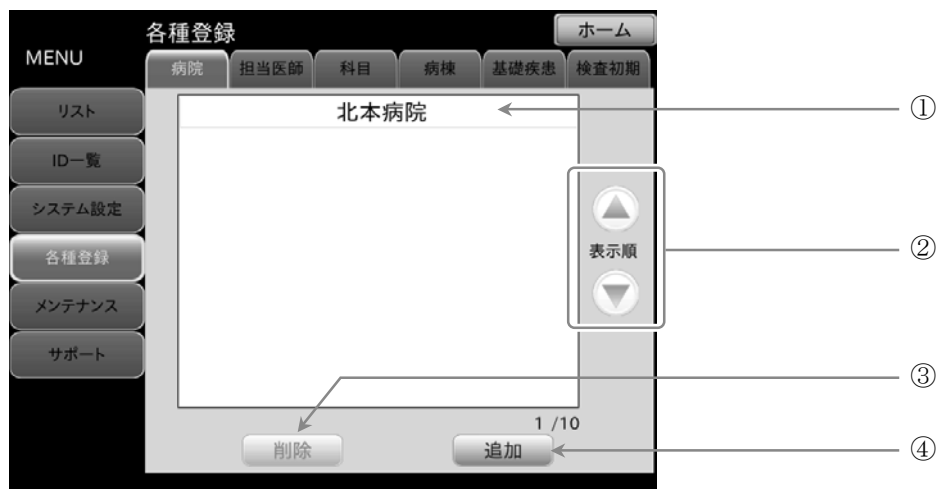 各種登録
ホーム
MENU
病院 担当医師 科目 病棟 基礎疾患 検査初期
リスト
ID一覧
システム設定
各種登録
メンテナンス
サポート
北本病院
表示順
1 /10
削除
追加
①
②
③
④